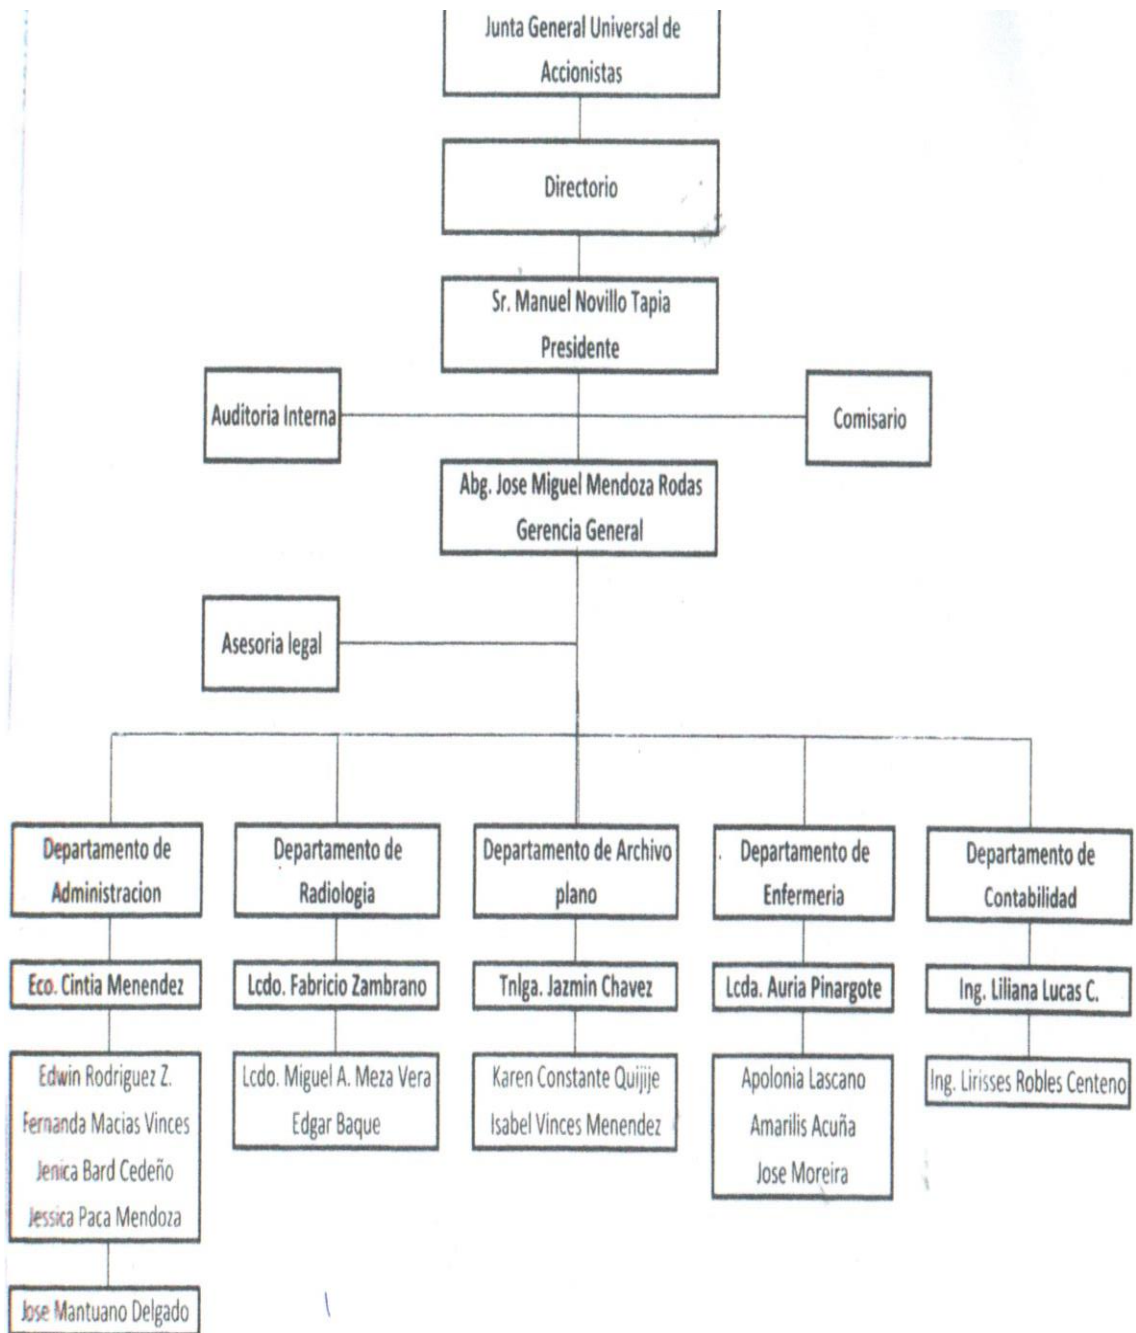 Junta General Universal de
Accionistas
Directorio
Sr. Manuel Novillo Tapia
Presidente
Auditoria Interna
Comisario
Abg. Jose Miguel Mendoza Rodas
Gerencia General
Asesoria legal
Departamento de
Administracion
Departamento de
Radiologia
Departamento de Archivo
plano
Departamento de
Enfermeria
Departamento de
Contabilidad
Eco. Cintia Menendez
Lcdo. Fabricio Zambrano
Tnlga. Jazmin Chavez
Lcda. Auria Pinargote
Ing. Liliana Lucas C.
Edwin Rodriguez Z.
Fernanda Macias Vinces
Jenica Bard Cedeño
Jessica Paca Mendoza
Lcdo. Miguel A. Meza Vera
Edgar Baque
Karen Constante Quijije
Isabel Vinces Menendez
Apolonia Lascano
Amarilis Acuña
Jose Moreira
Ing. Lirisses Robles Centeno
Jose Mantuano Delgado